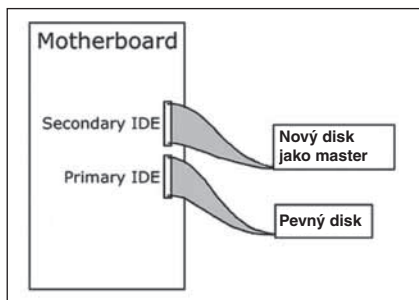 Motherboard
Secondary IDE
Nový disk
jako master
Primary IDE
Pevný disk